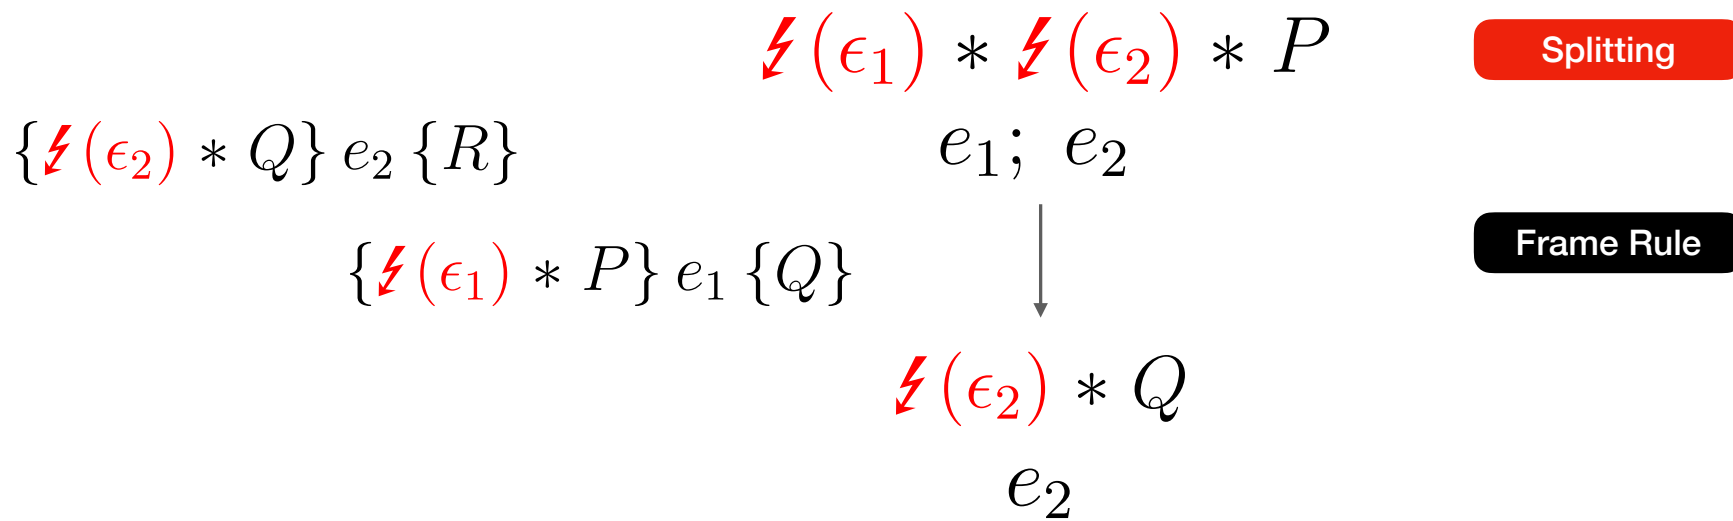 ↯(ϵ₁) ∗ ↯(ϵ₂) ∗ P
Splitting
{↯(ϵ₂) ∗ Q} e₂ {R}
e₁; e₂
Frame Rule
{↯(ϵ₁) ∗ P} e₁ {Q}
↯(ϵ₂) ∗ Q
e₂